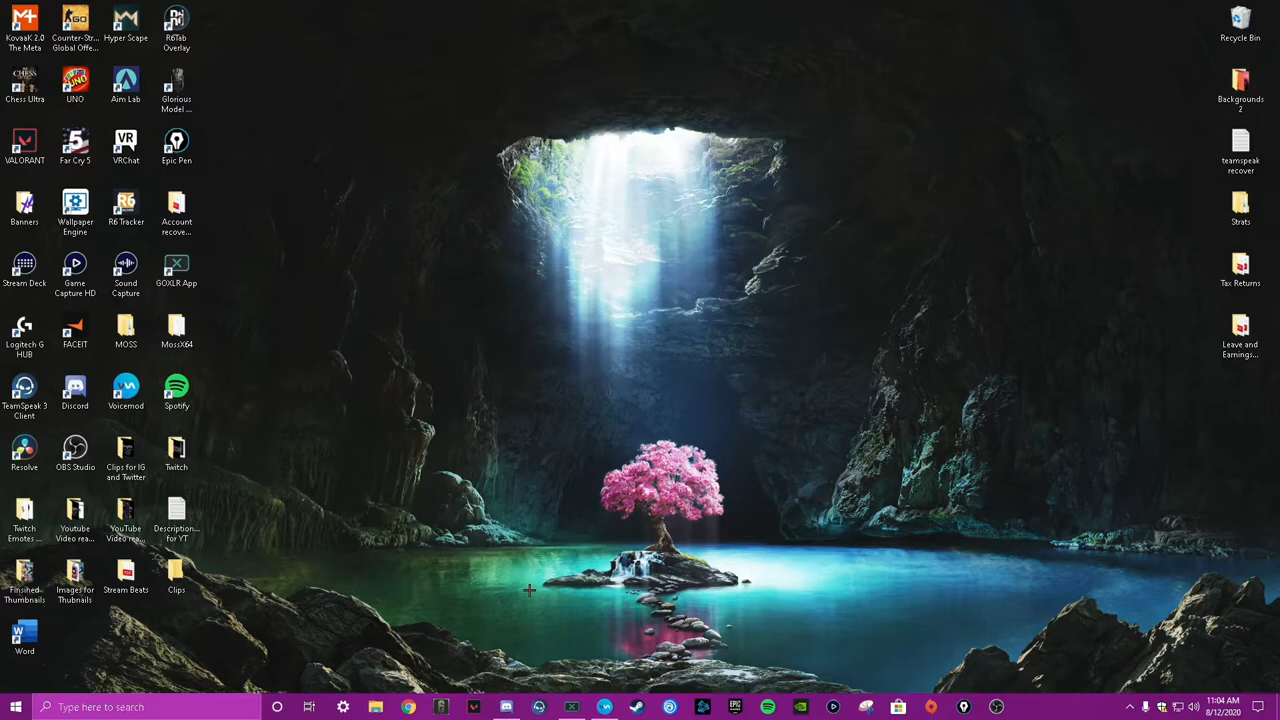 KovaaK 2.0
The Meta
Counter-Str...
Global Offe...
Hyper Scape
R6Tab
Overlay
Recycle Bin
Chess Ultra
UNO
Aim Lab
Glorious
Model ...
Backgrounds
2
VALORANT
Far Cry 5
VRChat
Epic Pen
teamspeak
recover
Banners
Wallpaper
Engine
R6 Tracker
Account
recove...
Strats
Stream Deck
Game
Capture HD
Sound
Capture
GOXLR App
Tax Returns
Logitech G
HUB
FACEIT
MOSS
MossX64
Leave and
Earnings...
TeamSpeak 3
Client
Discord
Voicemod
Spotify
Resolve
OBS Studio
Clips for IG
and Twitter
Twitch
Twitch
Emotes ...
Youtube
Video rea...
YouTube
Video rea...
Description...
for YT
Finished
Thumbnails
Images for
Thubnails
Stream Beats
Clips
Word
Type here to search
11:04 AM
8/12/2020